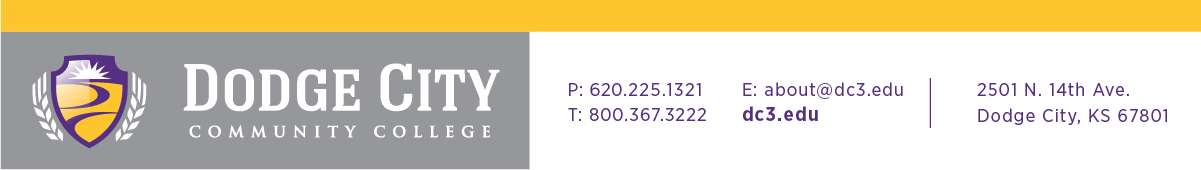 DODGE CITY
COMMUNITY COLLEGE
P: 620.225.1321
T: 800.367.3222
E: about@dc3.edu
dc3.edu
2501 N. 14th Ave.
Dodge City, KS 67801